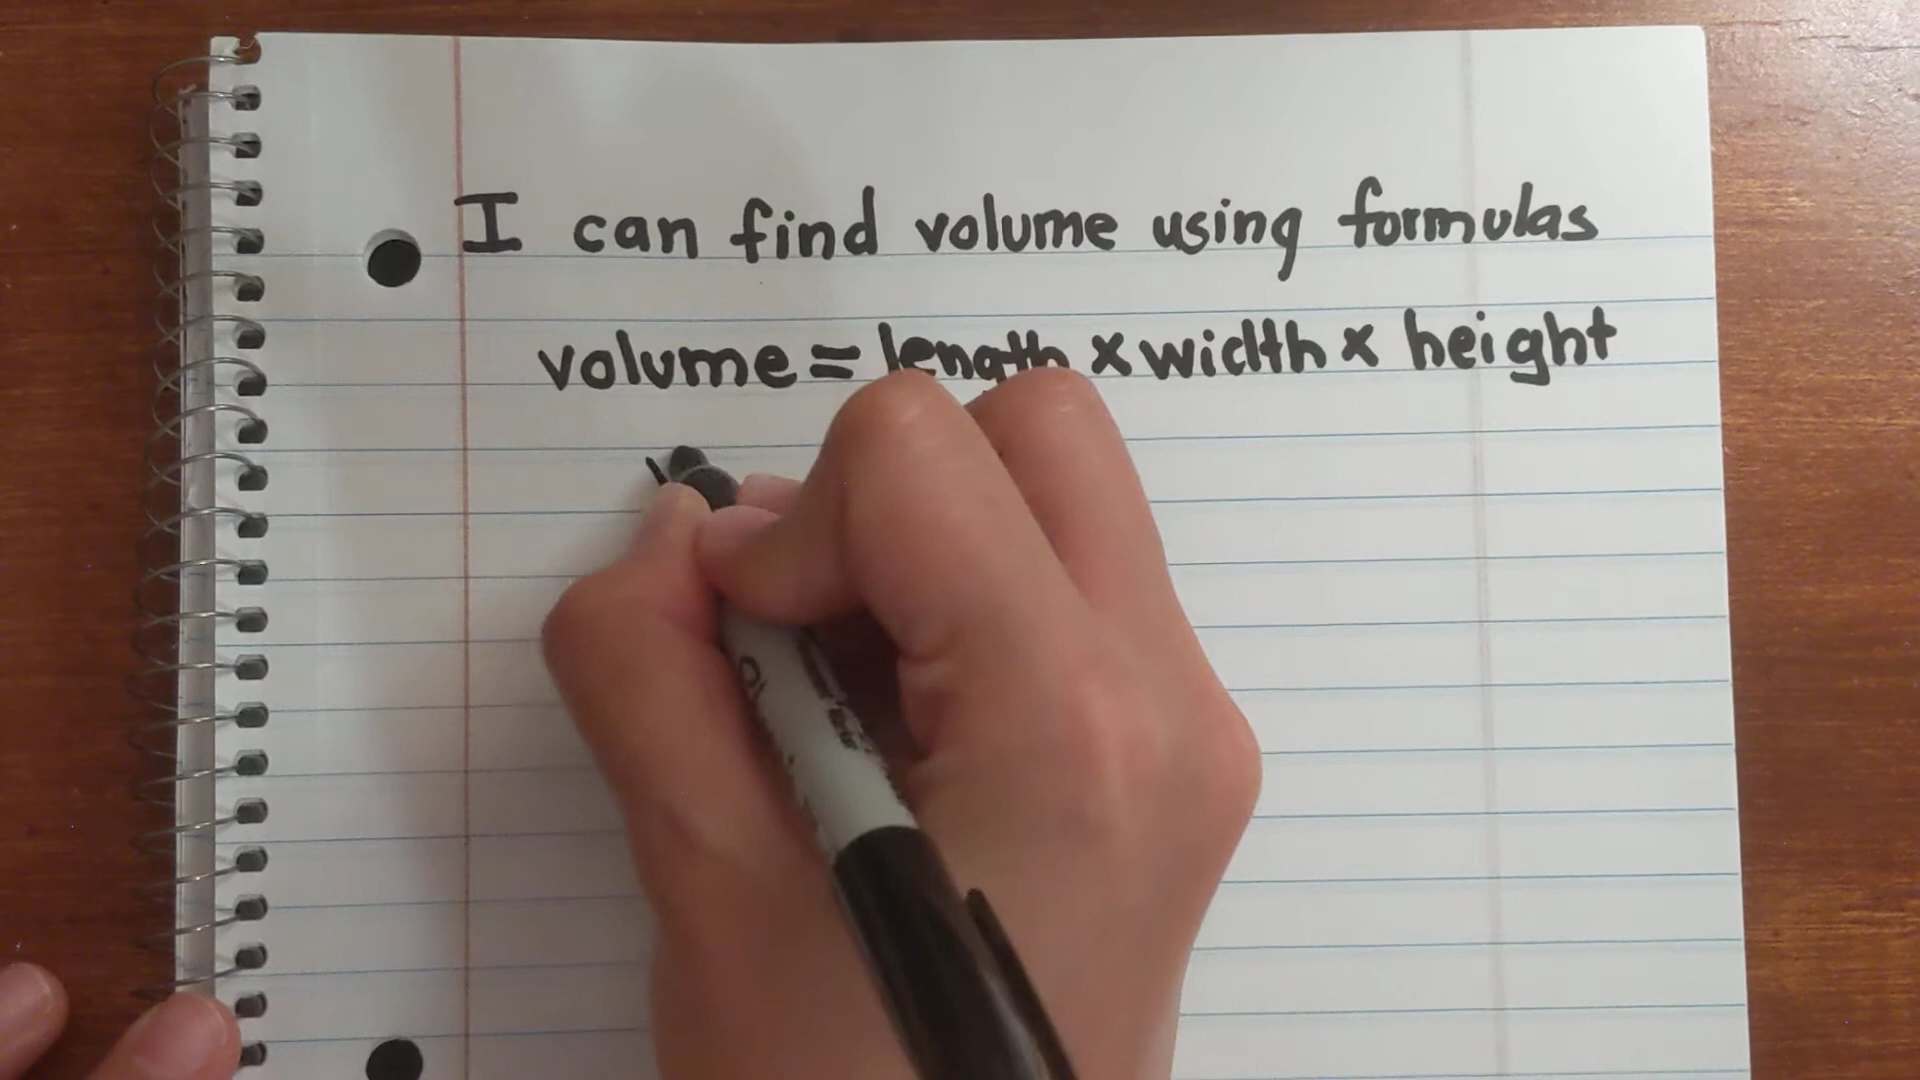 I can find volume using formulas
volume = length x width x height